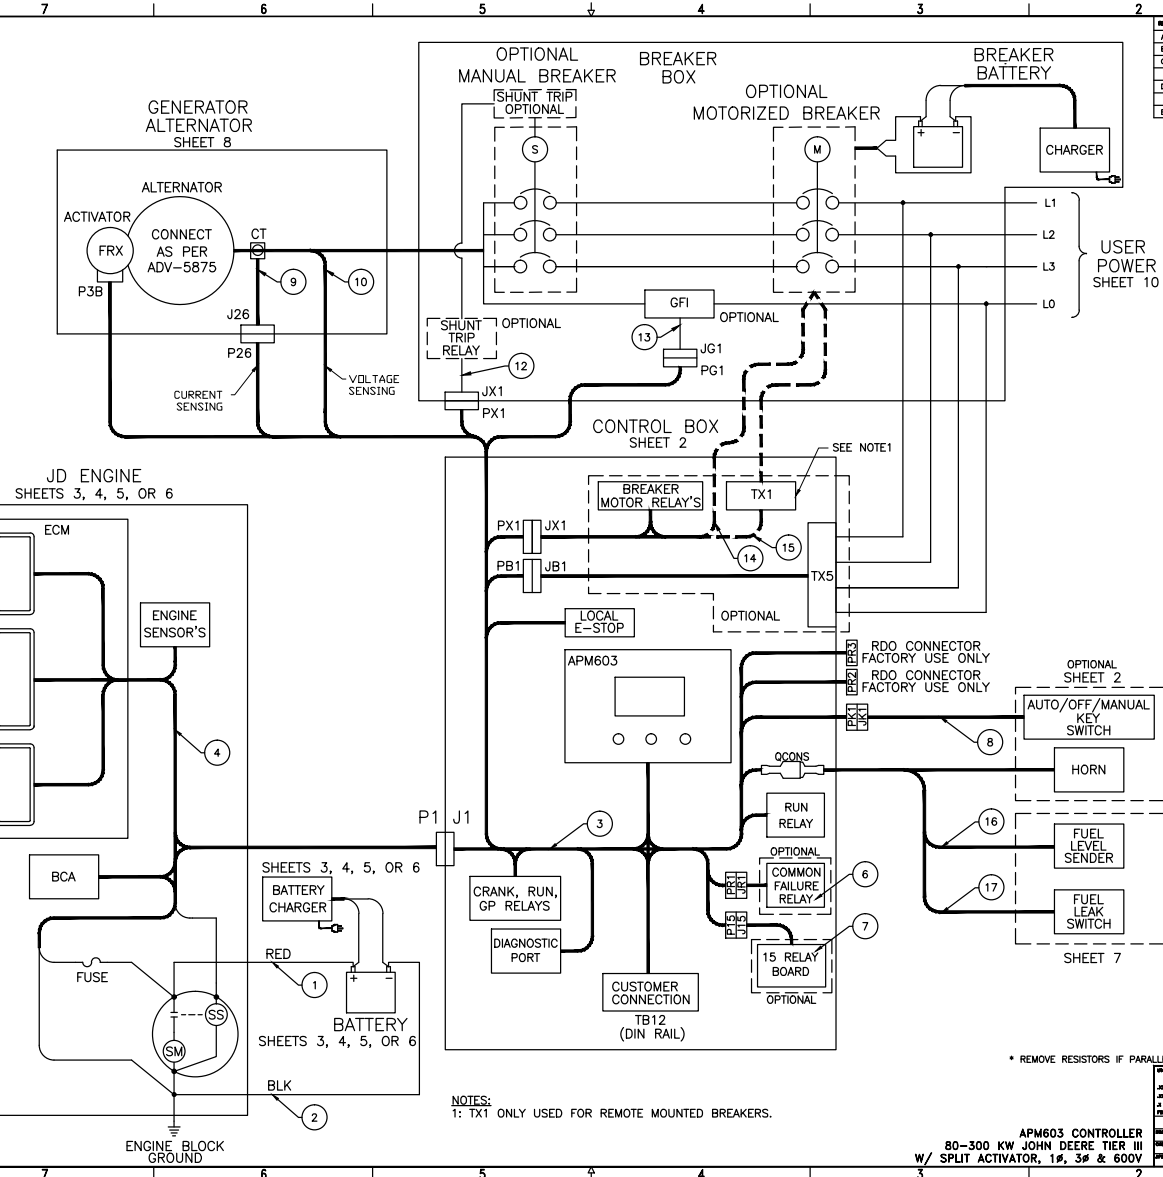 7 6 5 4 3 2
OPTIONAL
MANUAL BREAKER
BREAKER
BOX
BREAKER
BATTERY
SHUNT TRIP
OPTIONAL
OPTIONAL
MOTORIZED BREAKER
GENERATOR
ALTERNATOR
SHEET 8
S
M
+ -
CHARGER
ALTERNATOR
ACTIVATOR
FRX
CONNECT
AS PER
ADV-5875
CT
P3B
9
10
L1
L2
L3
L0
USER
POWER
SHEET 10
J26
P26
SHUNT
TRIP
RELAY
OPTIONAL
GFI
OPTIONAL
13
JG1
PG1
12
CURRENT
SENSING
VOLTAGE
SENSING
JX1
PX1
CONTROL BOX
SHEET 2
SEE NOTE1
JD ENGINE
SHEETS 3, 4, 5, OR 6
BREAKER
MOTOR RELAY'S
TX1
ECM
PX1
JX1
14
15
PB1
JB1
TX5
ENGINE
SENSOR'S
LOCAL
E-STOP
OPTIONAL
APM603
PR3
RDO CONNECTOR
FACTORY USE ONLY
PR2
RDO CONNECTOR
FACTORY USE ONLY
OPTIONAL
SHEET 2
PK1
JK1
AUTO/OFF/MANUAL
KEY
SWITCH
8
4
QCONS
HORN
P1
J1
3
RUN
RELAY
16
FUEL
LEVEL
SENDER
BCA
SHEETS 3, 4, 5, OR 6
BATTERY
CHARGER
CRANK, RUN,
GP RELAYS
OPTIONAL
PR1
JR1
COMMON
FAILURE
RELAY
6
17
FUEL
LEAK
SWITCH
DIAGNOSTIC
PORT
P15
J15
7
15 RELAY
BOARD
OPTIONAL
SHEET 7
FUSE
RED
1
+ -
BATTERY
SHEETS 3, 4, 5, OR 6
CUSTOMER
CONNECTION
TB12
(DIN RAIL)
SS
SM
BLK
2
ENGINE BLOCK
GROUND
NOTES:
1: TX1 ONLY USED FOR REMOTE MOUNTED BREAKERS.
* REMOVE RESISTORS IF PARALL
APM603 CONTROLLER
80-300 KW JOHN DEERE TIER III
W/ SPLIT ACTIVATOR, 1ø, 3ø & 600V
7 6 5 4 3 2